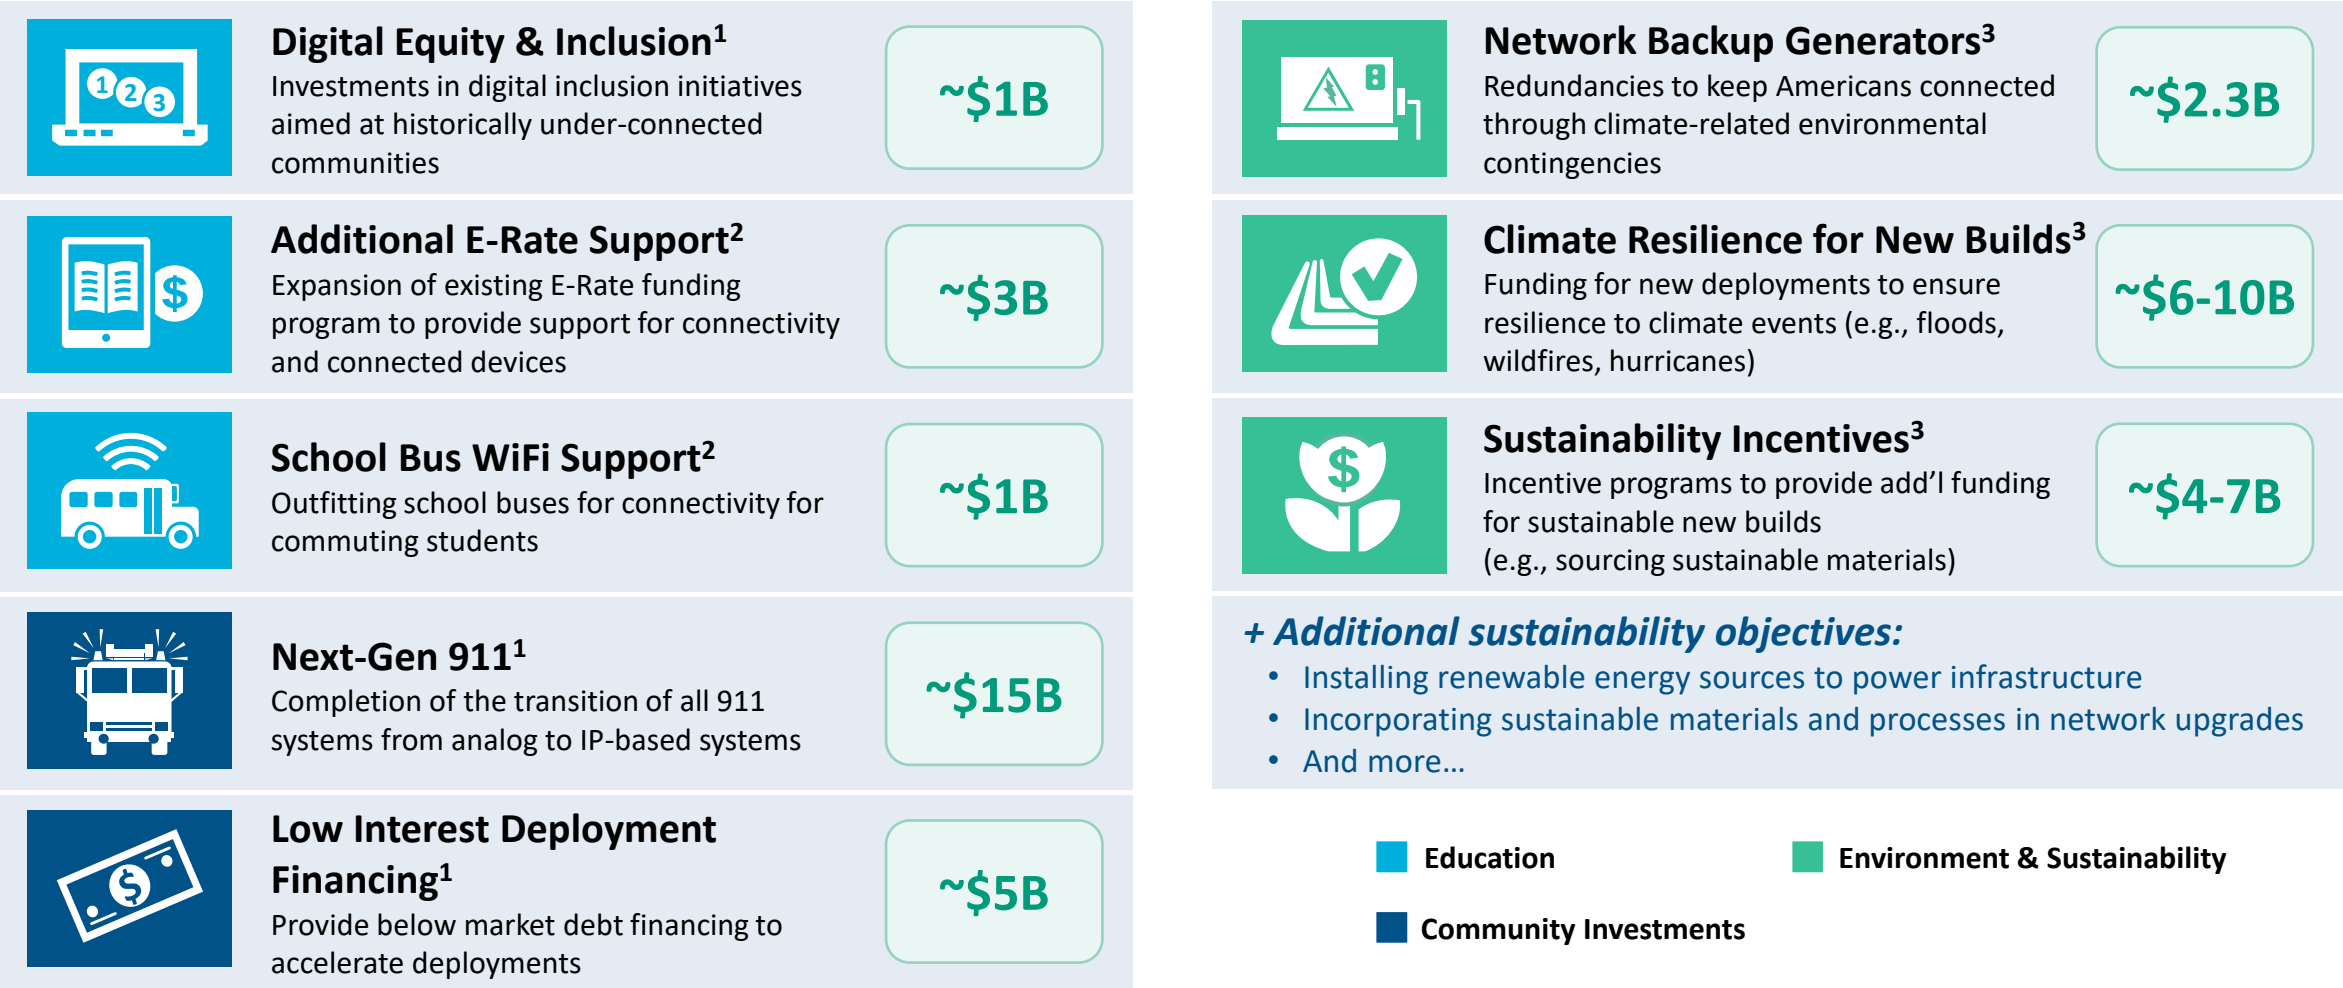 Digital Equity & Inclusion¹
Investments in digital inclusion initiatives
aimed at historically under-connected
communities
~$1B
1
2
3
Additional E-Rate Support²
Expansion of existing E-Rate funding
program to provide support for connectivity
and connected devices
~$3B
$
School Bus WiFi Support²
Outfitting school buses for connectivity for
commuting students
~$1B
Next-Gen 911¹
Completion of the transition of all 911
systems from analog to IP-based systems
~$15B
Low Interest Deployment
Financing¹
Provide below market debt financing to
accelerate deployments
~$5B
$
Network Backup Generators³
Redundancies to keep Americans connected
through climate-related environmental
contingencies
~$2.3B
Climate Resilience for New Builds³
Funding for new deployments to ensure
resilience to climate events (e.g., floods,
wildfires, hurricanes)
~$6-10B
Sustainability Incentives³
Incentive programs to provide add’l funding
for sustainable new builds
(e.g., sourcing sustainable materials)
~$4-7B
$
+ Additional sustainability objectives:
• Installing renewable energy sources to power infrastructure
• Incorporating sustainable materials and processes in network upgrades
• And more…
Education
Environment & Sustainability
Community Investments